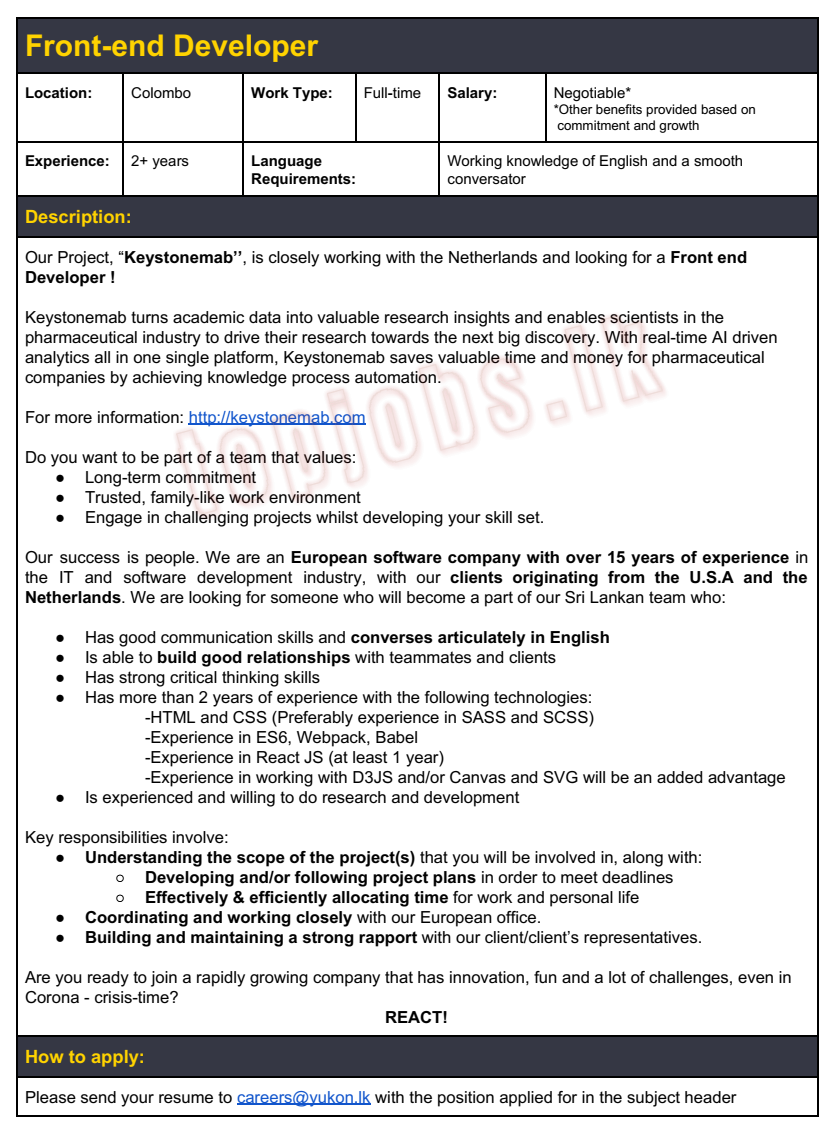 Front-end Developer
Location: Colombo Work Type: Full-time Salary: Negotiable*
*Other benefits provided based on
commitment and growth
Experience: 2+ years Language Requirements: Working knowledge of English and a smooth
conversator
Description:
Our Project, “Keystonemab’’, is closely working with the Netherlands and looking for a Front end
Developer !
Keystonemab turns academic data into valuable research insights and enables scientists in the
pharmaceutical industry to drive their research towards the next big discovery. With real-time AI driven
analytics all in one single platform, Keystonemab saves valuable time and money for pharmaceutical
companies by achieving knowledge process automation.
For more information: http://keystonemab.com
topjobs.lk
Do you want to be part of a team that values:
● Long-term commitment
● Trusted, family-like work environment
● Engage in challenging projects whilst developing your skill set.
Our success is people. We are an European software company with over 15 years of experience in
the IT and software development industry, with our clients originating from the U.S.A and the
Netherlands. We are looking for someone who will become a part of our Sri Lankan team who:
● Has good communication skills and converses articulately in English
● Is able to build good relationships with teammates and clients
● Has strong critical thinking skills
● Has more than 2 years of experience with the following technologies:
-HTML and CSS (Preferably experience in SASS and SCSS)
-Experience in ES6, Webpack, Babel
-Experience in React JS (at least 1 year)
-Experience in working with D3JS and/or Canvas and SVG will be an added advantage
● Is experienced and willing to do research and development
Key responsibilities involve:
● Understanding the scope of the project(s) that you will be involved in, along with:
○ Developing and/or following project plans in order to meet deadlines
○ Effectively & efficiently allocating time for work and personal life
● Coordinating and working closely with our European office.
● Building and maintaining a strong rapport with our client/client’s representatives.
Are you ready to join a rapidly growing company that has innovation, fun and a lot of challenges, even in
Corona - crisis-time?
REACT!
How to apply:
Please send your resume to careers@yukon.lk with the position applied for in the subject header